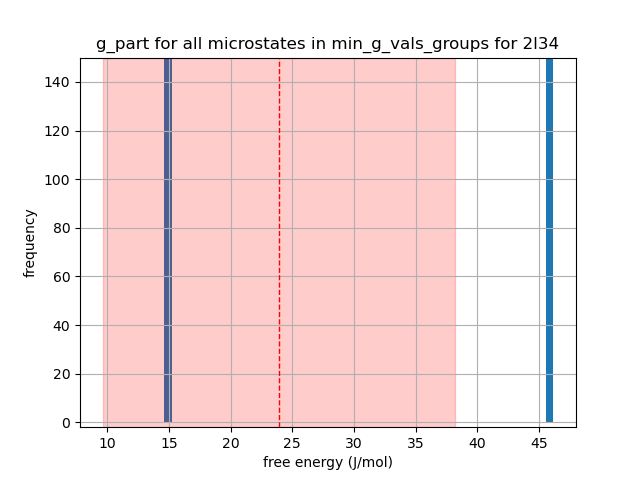 g_part for all microstates in min_g_vals_groups for 2l34
140
120
100
80
60
40
20
0
frequency
10 15 20 25 30 35 40 45
free energy (J/mol)